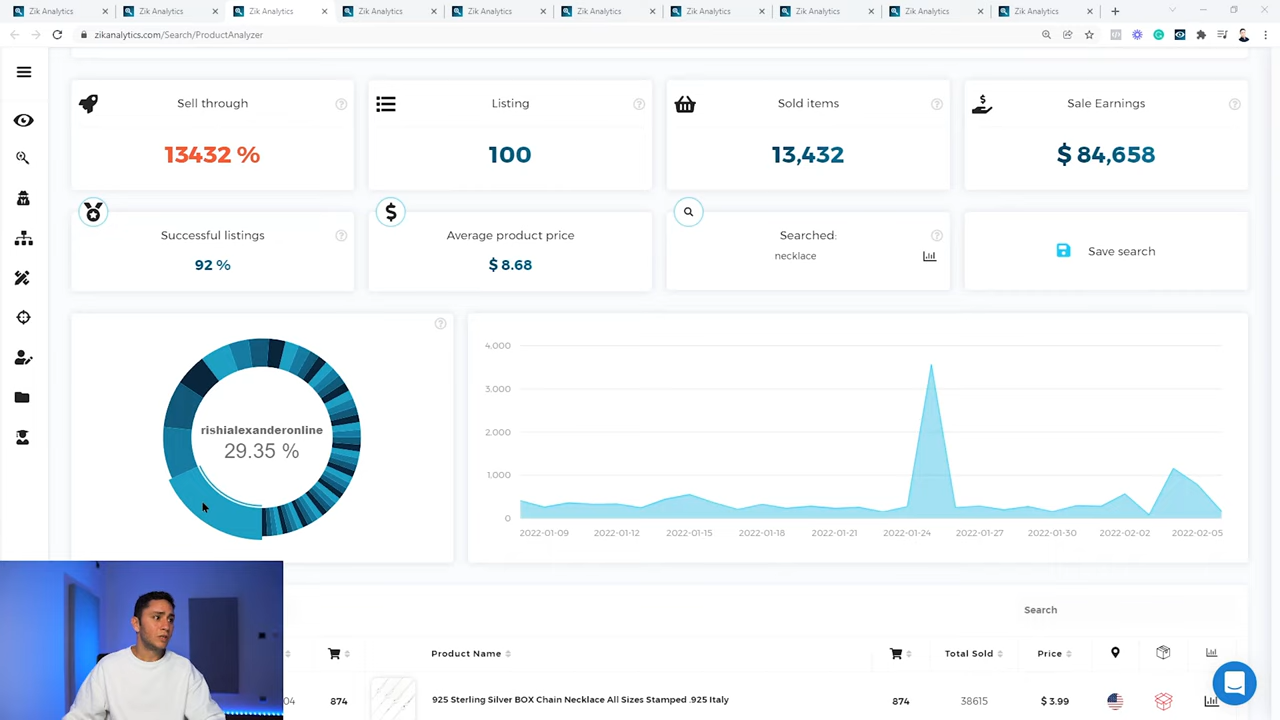 Zik Analytics
Zik Analytics
Zik Analytics
Zik Analytics
Zik Analytics
Zik Analytics
Zik Analytics
Zik Analytics
Zik Analytics
Zik Analytics
zikanalytics.com/Search/ProductAnalyzer
Sell through
13432 %
Listing
100
Sold items
13,432
Sale Earnings
$ 84,658
Successful listings
92 %
Average product price
$ 8.68
Searched:
necklace
Save search
rishialexanderonline
29.35 %
4,000
3,000
2,000
1,000
0
2022-01-09 2022-01-12 2022-01-15 2022-01-18 2022-01-21 2022-01-24 2022-01-27 2022-01-30 2022-02-02 2022-02-05
Search
Product Name Total Sold Price
04 874 925 Sterling Silver BOX Chain Necklace All Sizes Stamped .925 Italy 874 38615 $ 3.99